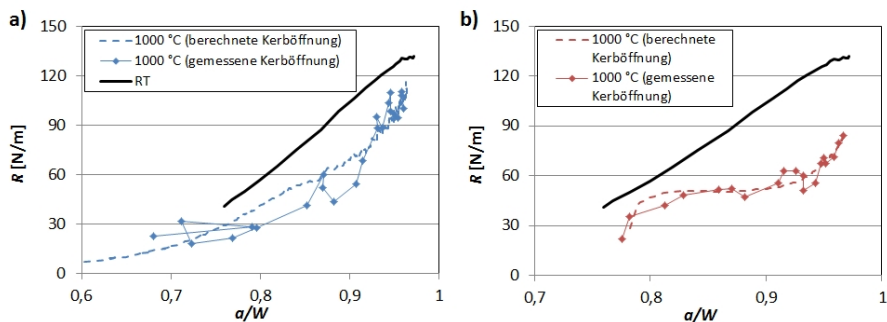 a)
R [N/m]
150
120
90
60
30
0
1000 °C (berechnete Kerböffnung)
1000 °C (gemessene Kerböffnung)
RT
0,6
0,7
0,8
0,9
1
a/W
b)
R [N/m]
150
120
90
60
30
0
1000 °C (berechnete
Kerböffnung)
1000 °C (gemessene
Kerböffnung)
0,7
0,8
0,9
1
a/W